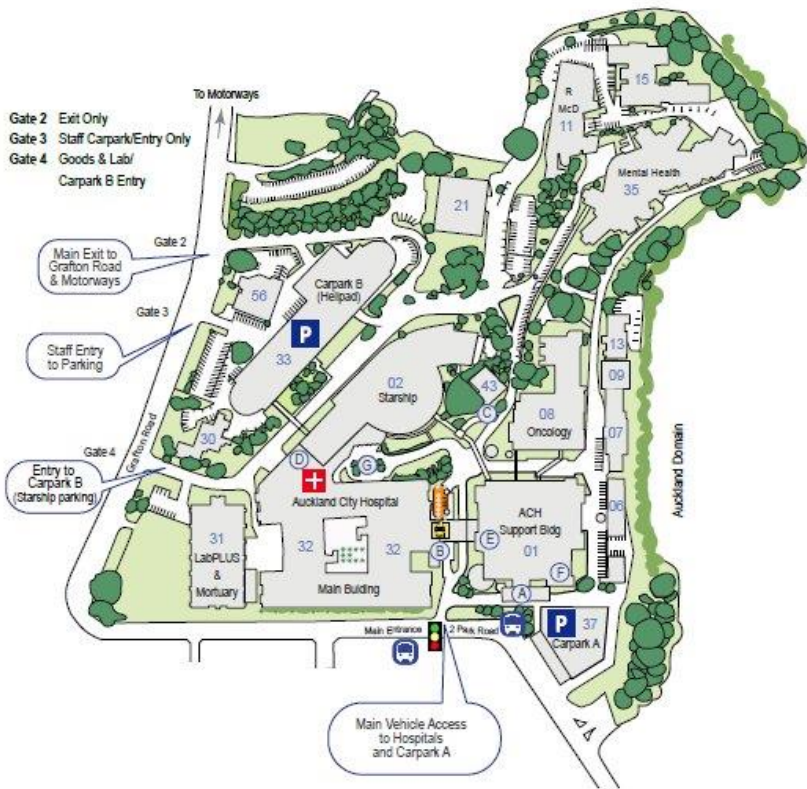 To Motorways
Gate 2 Exit Only
Gate 3 Staff Carpark/Entry Only
Gate 4 Goods & Lab/
Carpark B Entry
15
R
McD
11
Mental Health
35
21
Gate 2
Main Exit to
Grafton Road
& Motorways
Carpark B
(Helipad)
56
Gate 3
P
33
Staff Entry
to Parking
13
02
Starship
43
09
C
08
Oncology
07
30
Grafton Road
Gate 4
D
G
Entry to
Carpark B
(Starship parking)
Auckland City Hospital
Auckland Domain
06
ACH
Support Bldg
31
LabPLUS
&
Mortuary
32
32
B
E
01
F
Main Buliding
A
Main Entrance
2 Park Road
P
37
Carpark A
Main Vehicle Access
to Hospitals
and Carpark A